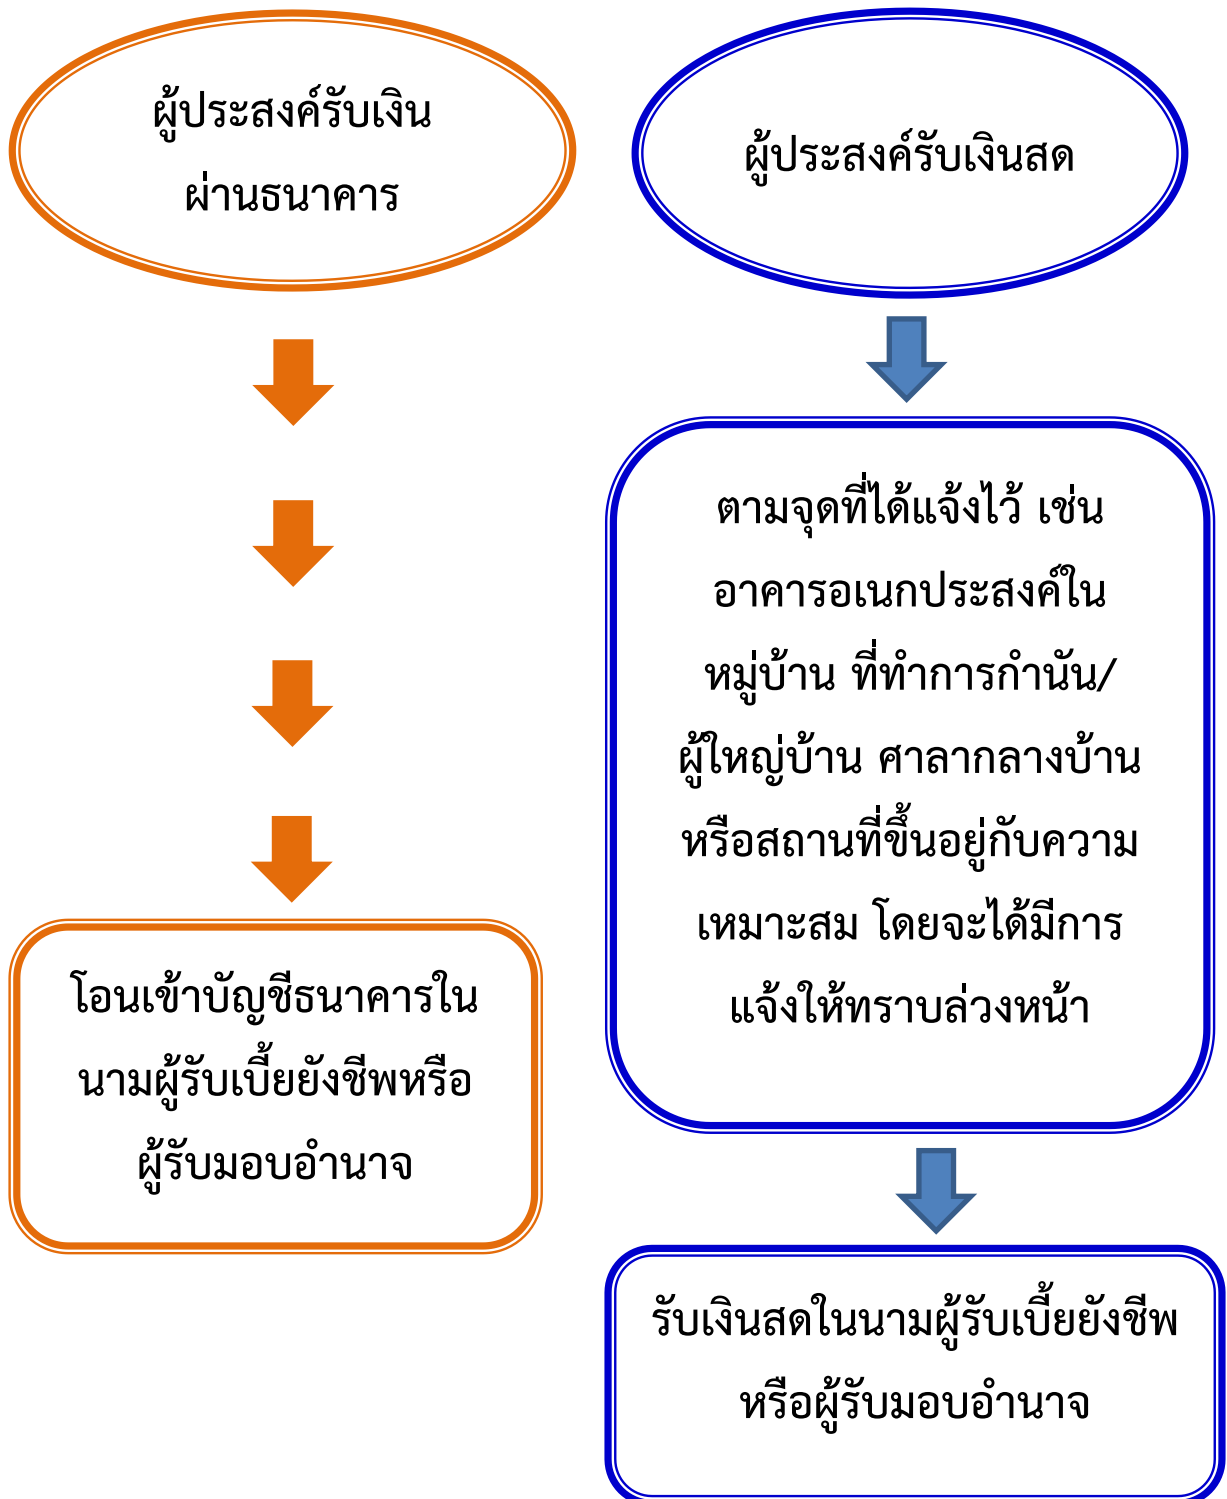 ผู้ประสงค์รับเงิน
ผ่านธนาคาร
โอนเข้าบัญชีธนาคารใน
นามผู้รับเบี้ยยังชีพหรือ
ผู้รับมอบอำนาจ
ผู้ประสงค์รับเงินสด
ตามจุดที่ได้แจ้งไว้ เช่น
อาคารอเนกประสงค์ใน
หมู่บ้าน ที่ทำการกำนัน/
ผู้ใหญ่บ้าน ศาลากลางบ้าน
หรือสถานที่ขึ้นอยู่กับความ
เหมาะสม โดยจะได้มีการ
แจ้งให้ทราบล่วงหน้า
รับเงินสดในนามผู้รับเบี้ยยังชีพ
หรือผู้รับมอบอำนาจ